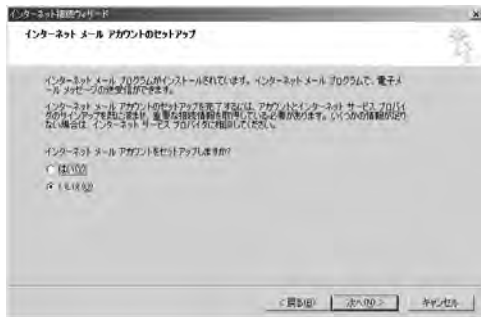 インターネット接続ウィザード
インターネット メール アカウントのセットアップ
インターネット メール プログラムがインストールされています。インターネット メール プログラムで、電子メ
ール メッセージの送受信ができます。
インターネット メール アカウントのセットアップを完了するには、アカウントとインターネット サービス プロバイ
ダのサインアップを既に済ませ、重要な接続情報を取得している必要があります。いくつかの情報が足り
ない場合は、インターネット サービス プロバイダに相談してください。
インターネット メール アカウントをセットアップしますか?
はい(Y)
いいえ(O)
< 戻る(B)
次へ(N) >
キャンセル